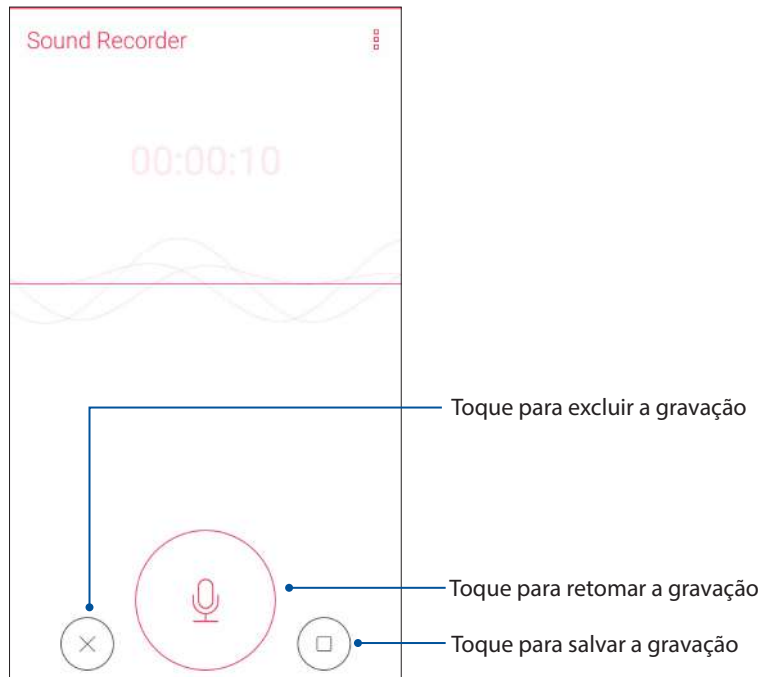 Sound Recorder
00:00:10
Toque para excluir a gravação
Toque para retomar a gravação
Toque para salvar a gravação